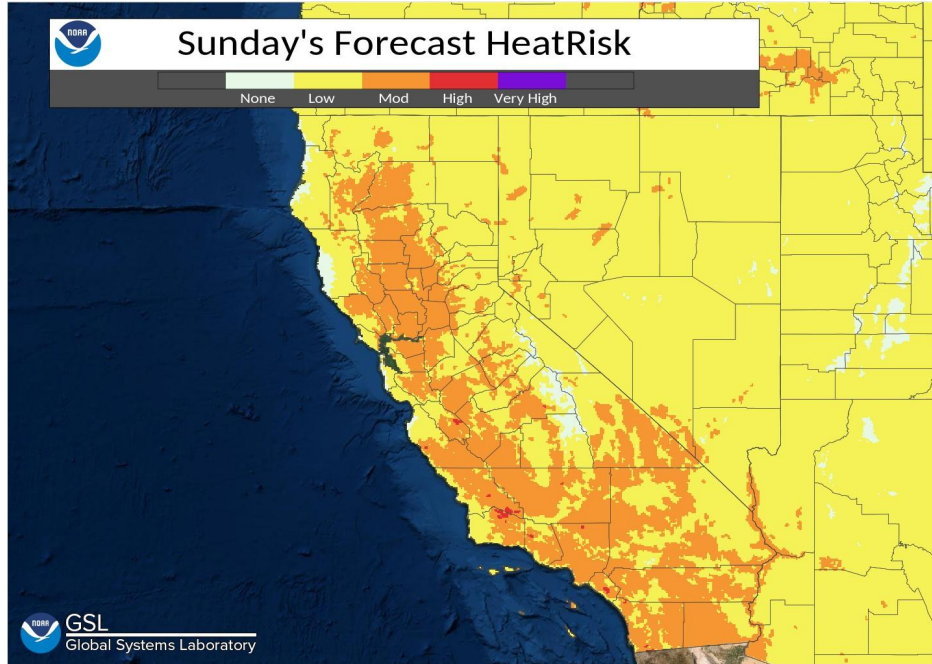 NOAA
Sunday's Forecast HeatRisk
None Low Mod High Very High
NOAA
GSL
Global Systems Laboratory